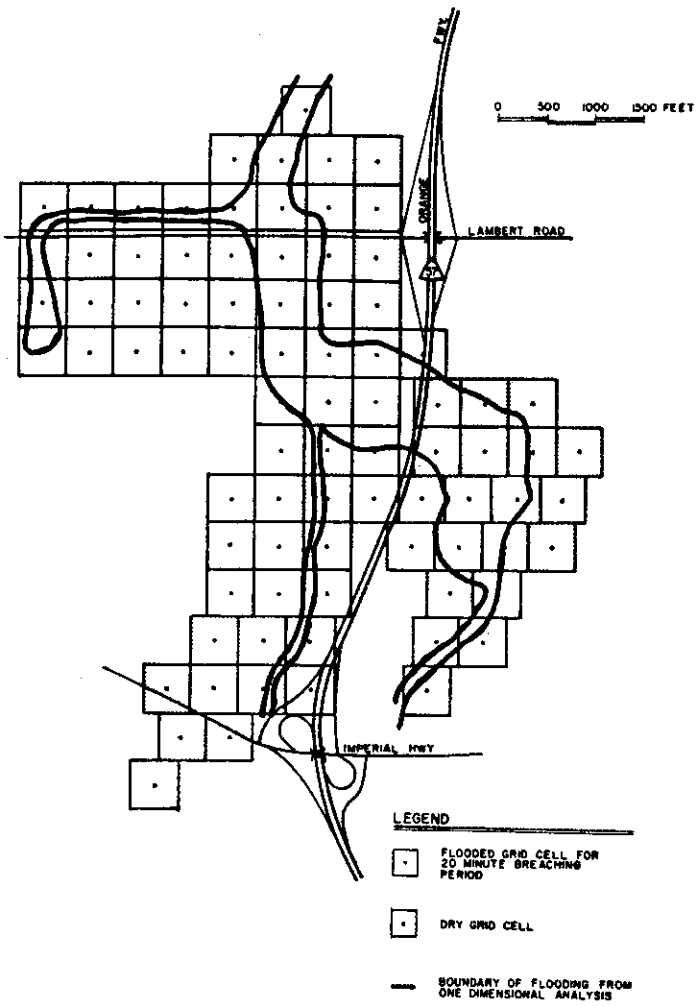 FWY.
0 500 1000 1500 FEET
ORANGE
LAMBERT ROAD
57
IMPERIAL HWY
LEGEND
FLOODED GRID CELL FOR
20 MINUTE BREACHING
PERIOD
DRY GRID CELL
BOUNDARY OF FLOODING FROM
ONE DIMENSIONAL ANALYSIS